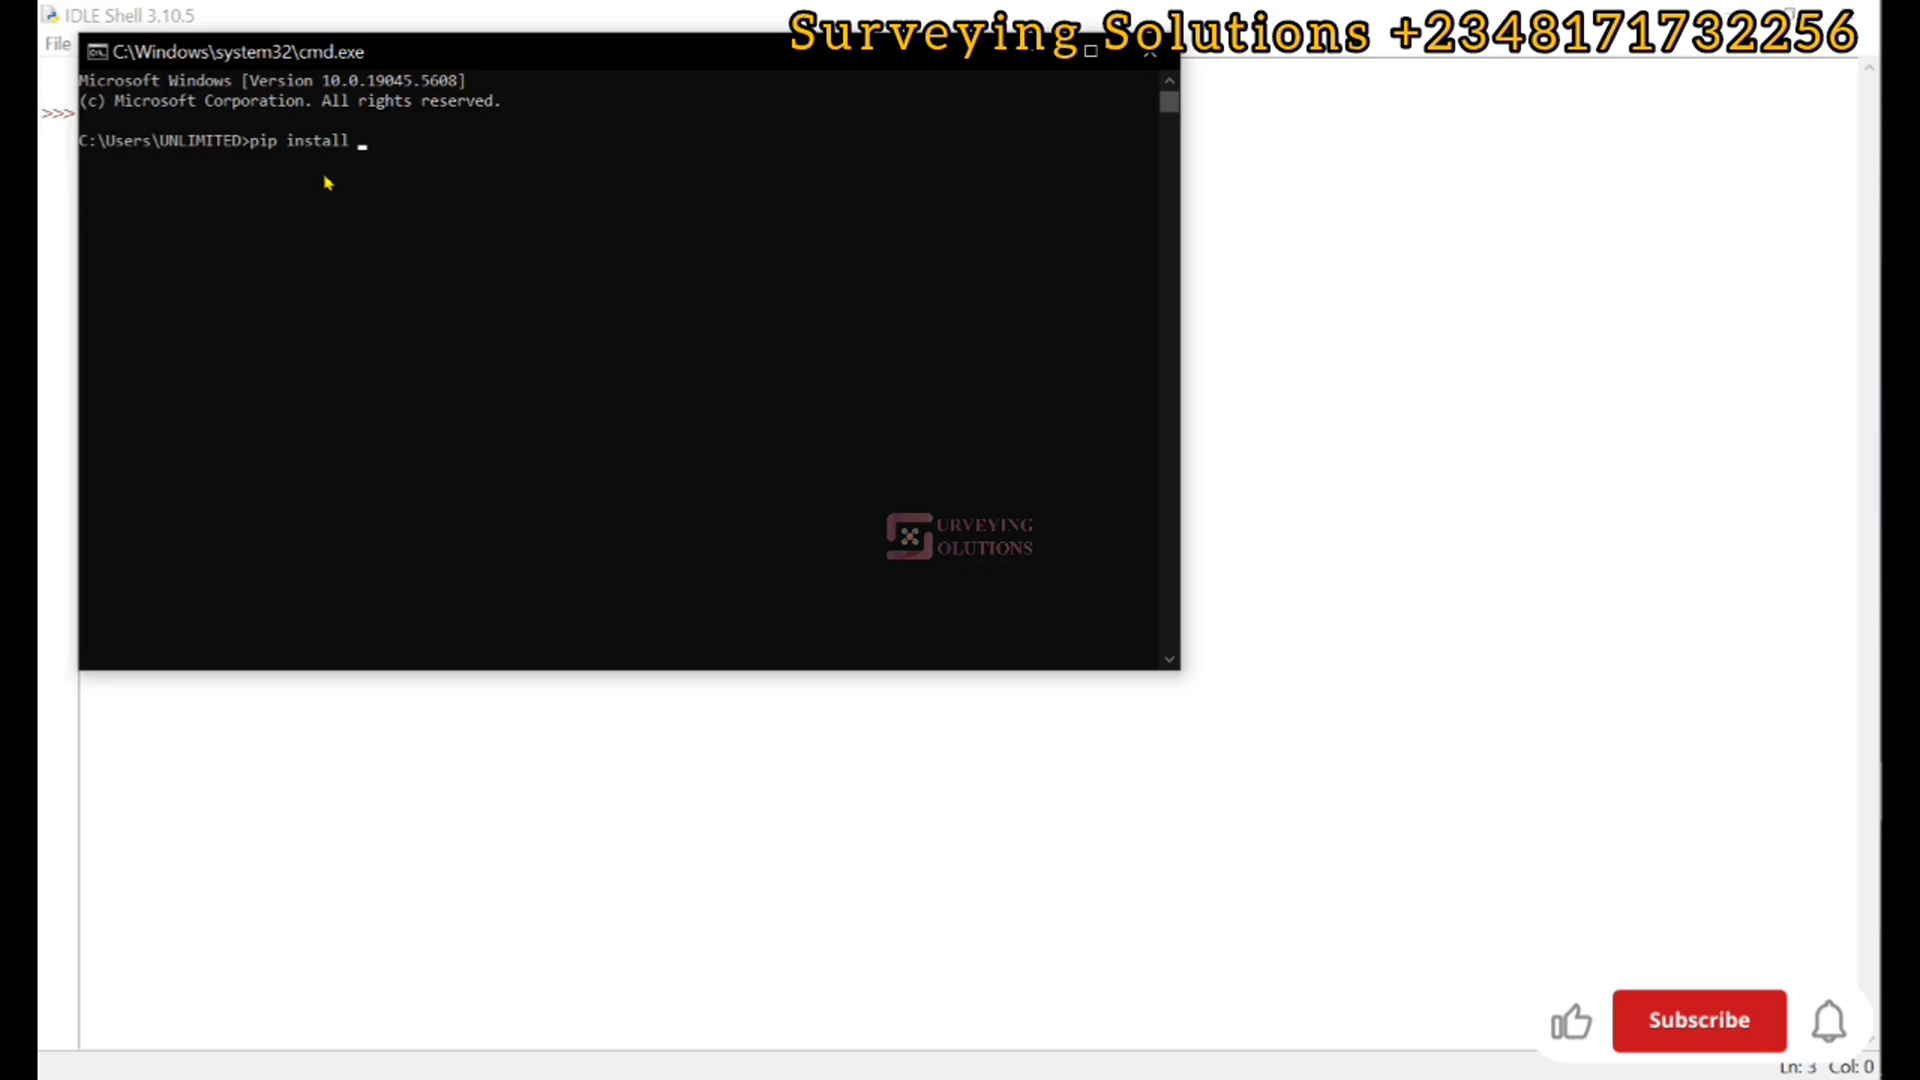 IDLE Shell 3.10.5
Surveying Solutions +2348171732256
File
C:\Windows\system32\cmd.exe
Microsoft Windows [Version 10.0.19045.5608]
(c) Microsoft Corporation. All rights reserved.
>>>
C:\Users\UNLIMITED>pip install _
URVEYING
OLUTIONS
Subscribe
Ln: 3 Col: 0